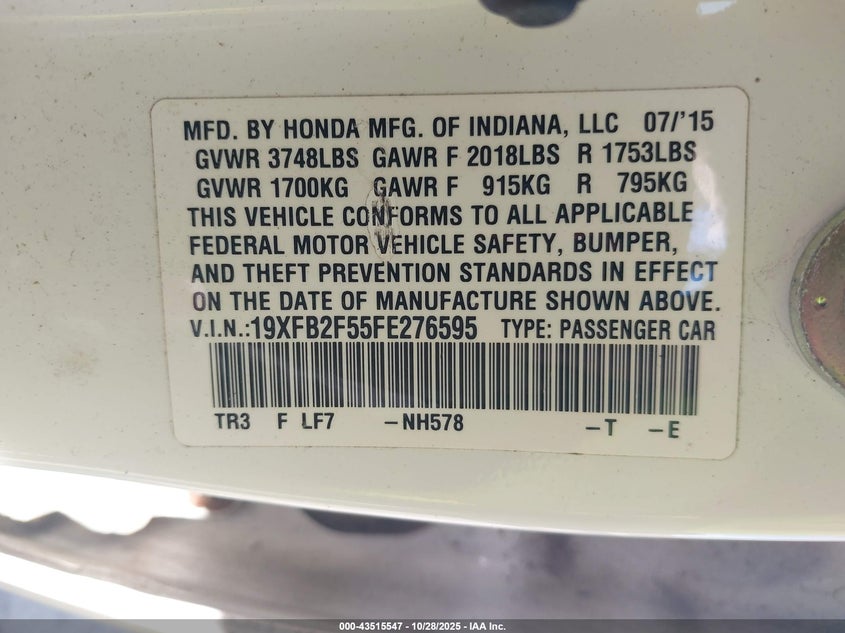 MFD. BY HONDA MFG. OF INDIANA, LLC 07/'15
GVWR 3748LBS GAWR F 2018LBS R 1753LBS
GVWR 1700KG GAWR F 915KG R 795KG
THIS VEHICLE CONFORMS TO ALL APPLICABLE
FEDERAL MOTOR VEHICLE SAFETY, BUMPER,
AND THEFT PREVENTION STANDARDS IN EFFECT
ON THE DATE OF MANUFACTURE SHOWN ABOVE.
V.I.N.:19XFB2F55FE276595 TYPE: PASSENGER CAR
TR3 F LF7 -NH578 -T -E
000-43515547 | 10/28/2025 | IAA Inc.